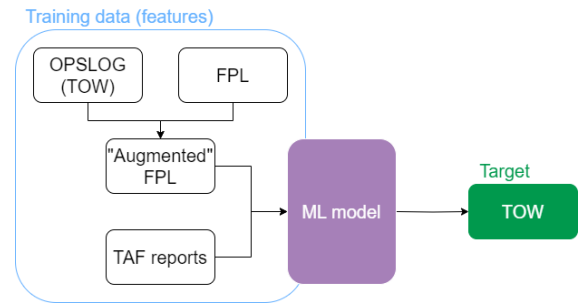 Training data (features)
OPSLOG
(TOW)
FPL
"Augmented"
FPL
TAF reports
ML model
Target
TOW